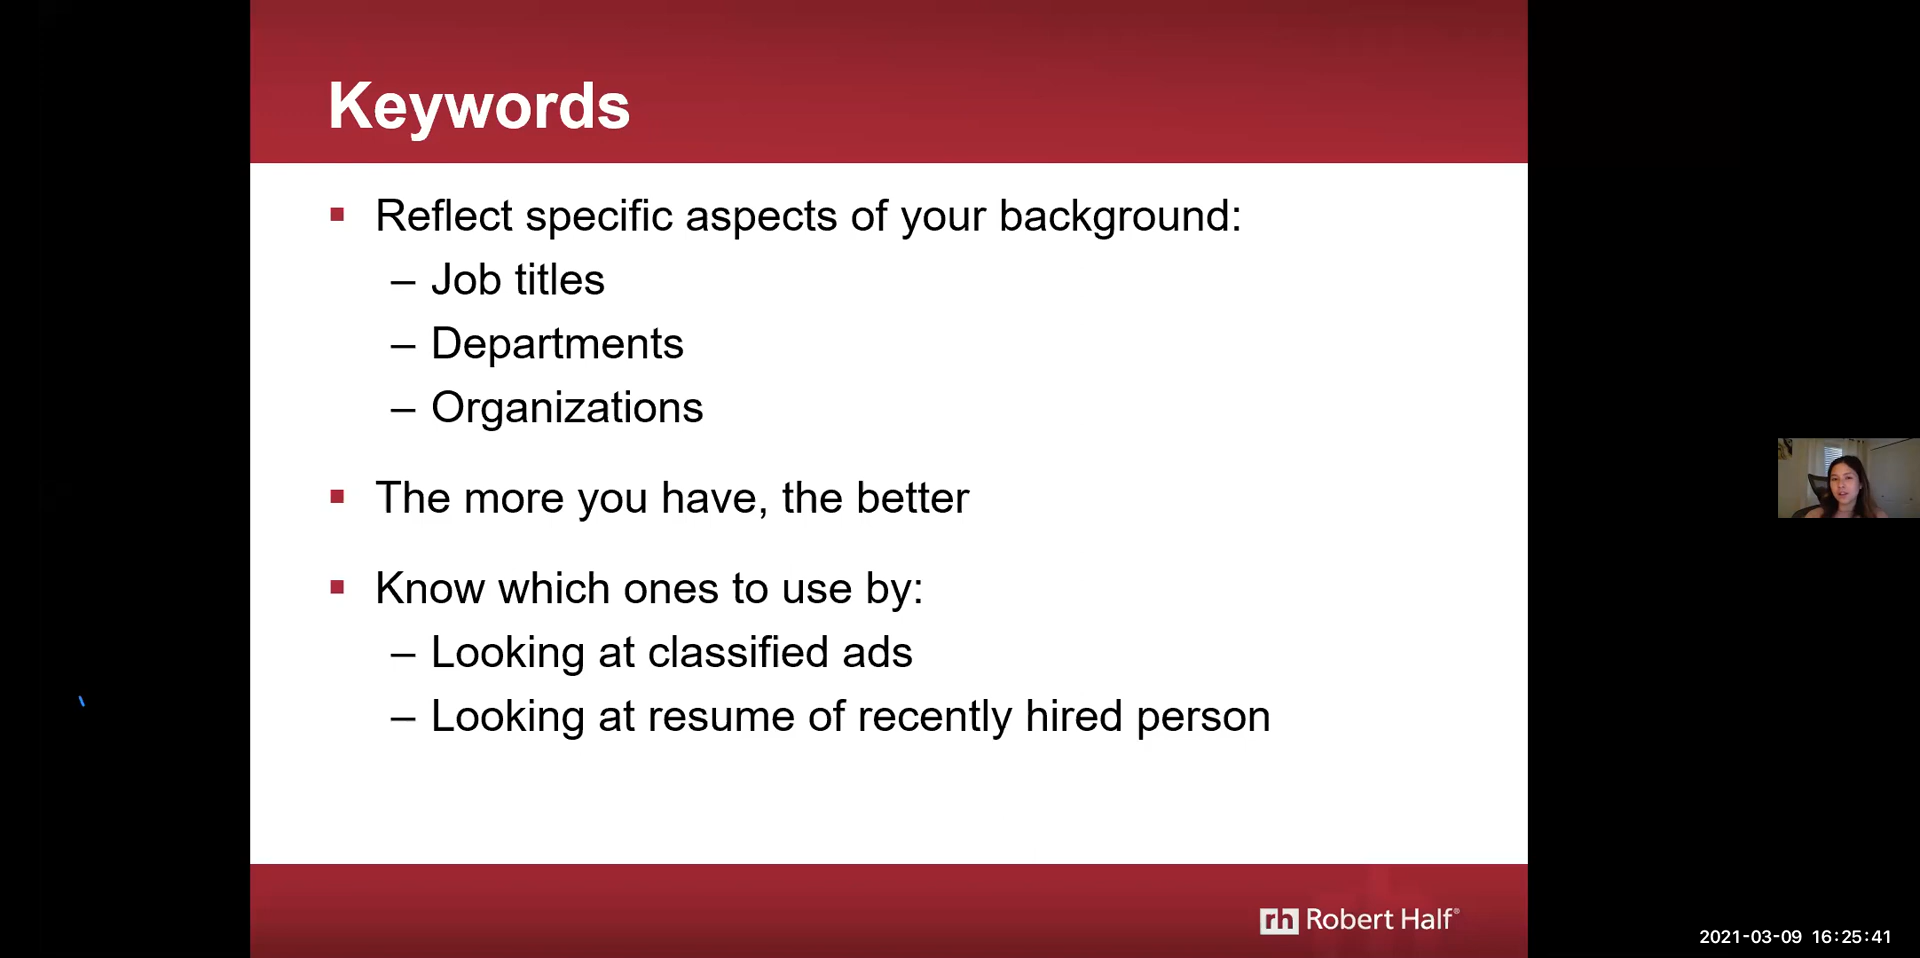 Keywords
▪ Reflect specific aspects of your background:
– Job titles
– Departments
– Organizations
▪ The more you have, the better
▪ Know which ones to use by:
– Looking at classified ads
– Looking at resume of recently hired person
rh Robert Half®
2021-03-09 16:25:41